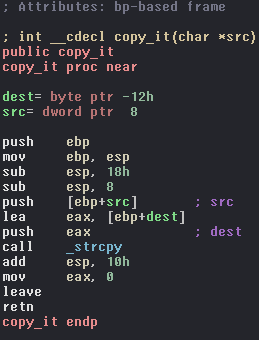 ; Attributes: bp-based frame
; int __cdecl copy_it(char *src)
public copy_it
copy_it proc near
dest= byte ptr -12h
src= dword ptr  8
push    ebp
mov     ebp, esp
sub     esp, 18h
sub     esp, 8
push    [ebp+src]       ; src
lea     eax, [ebp+dest]
push    eax             ; dest
call    _strcpy
add     esp, 10h
mov     eax, 0
leave
retn
copy_it endp